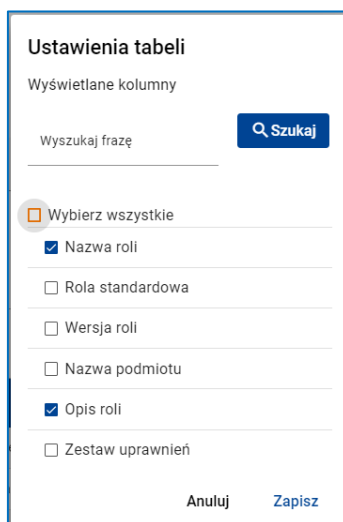 Ustawienia tabeli
Wyświetlane kolumny
Wyszukaj frazę
Szukaj
Wybierz wszystkie
Nazwa roli
Rola standardowa
Wersja roli
Nazwa podmiotu
Opis roli
Zestaw uprawnień
Anuluj Zapisz